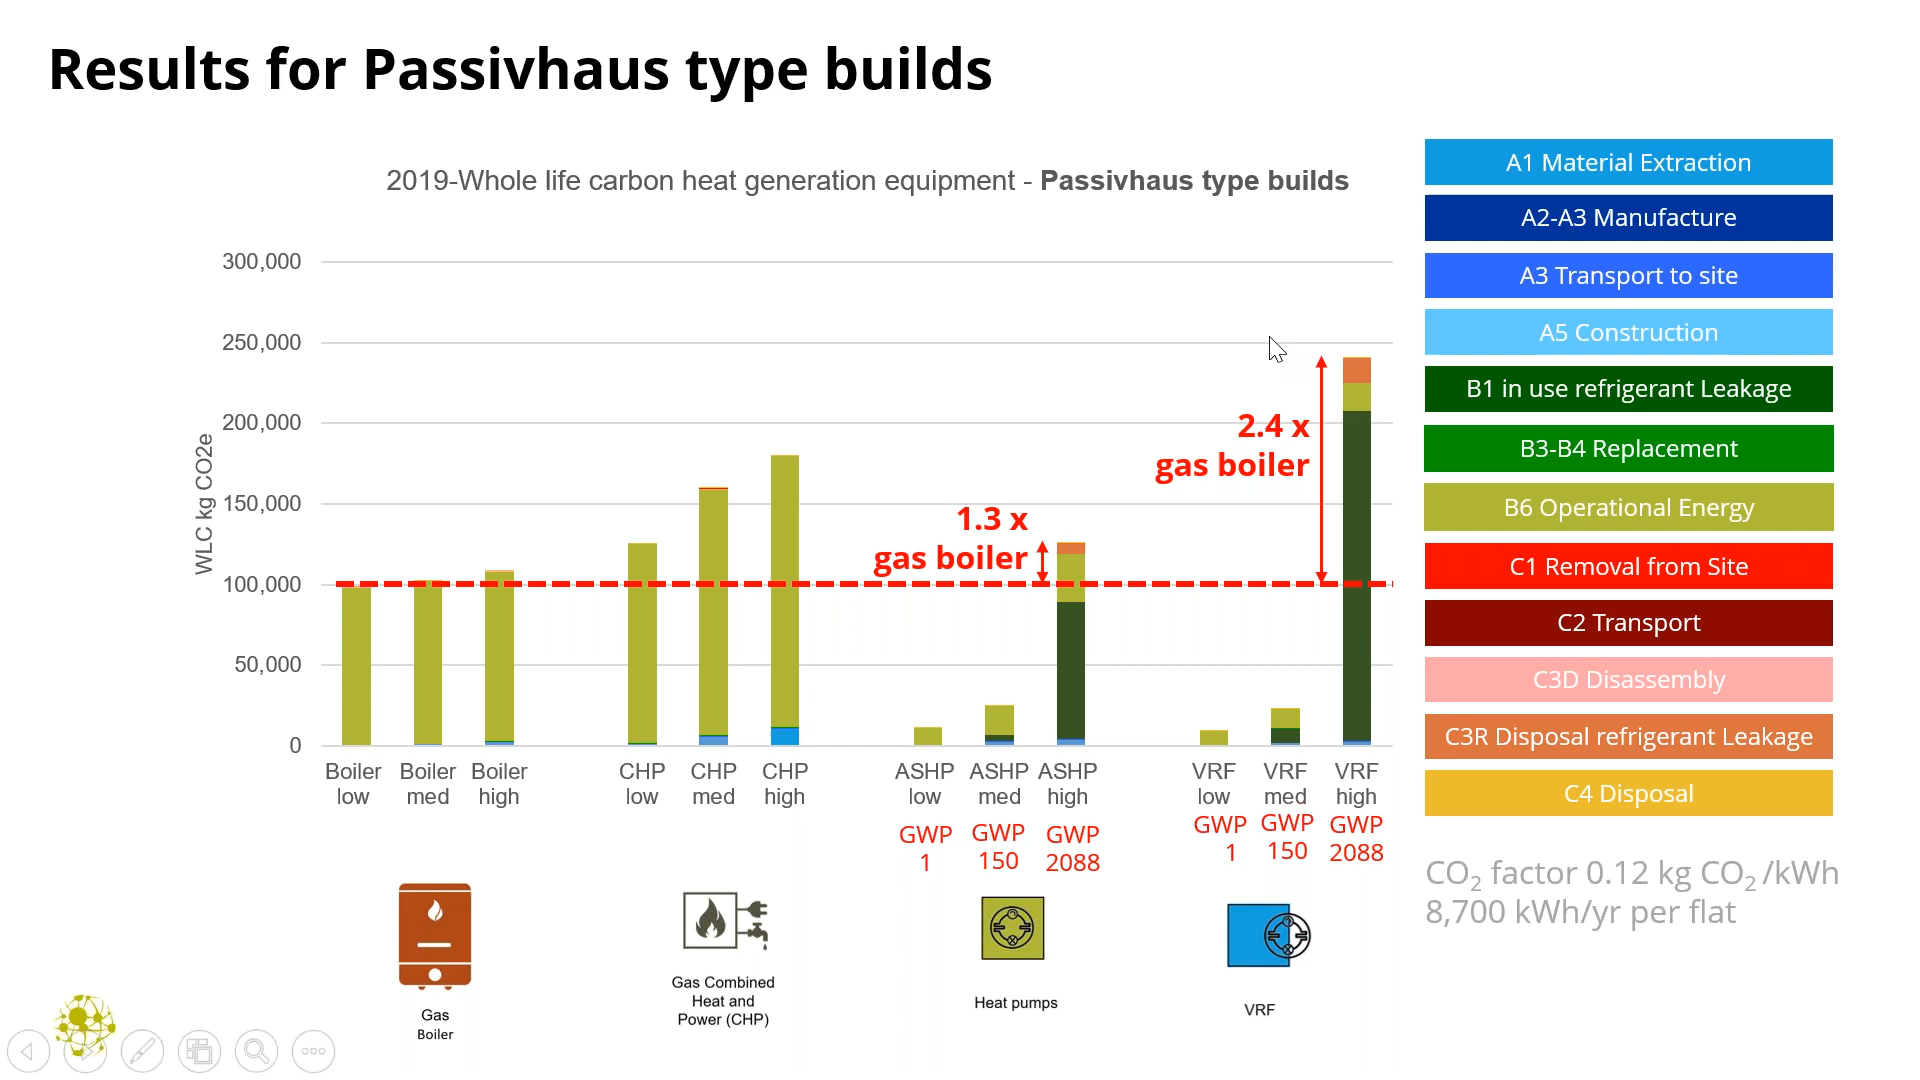 Results for Passivhaus type builds
2019-Whole life carbon heat generation equipment - Passivhaus type builds
WLC kg CO2e
300,000
250,000
200,000
150,000
100,000
50,000
0
1.3 x
gas boiler
2.4 x
gas boiler
Boiler low
Boiler med
Boiler high
CHP low
CHP med
CHP high
ASHP low
ASHP med
ASHP high
VRF low
VRF med
VRF high
GWP 1
GWP 150
GWP 2088
GWP 1
GWP 150
GWP 2088
Gas
Boiler
Gas Combined
Heat and
Power (CHP)
Heat pumps
VRF
A1 Material Extraction
A2-A3 Manufacture
A3 Transport to site
A5 Construction
B1 in use refrigerant Leakage
B3-B4 Replacement
B6 Operational Energy
C1 Removal from Site
C2 Transport
C3D Disassembly
C3R Disposal refrigerant Leakage
C4 Disposal
CO₂ factor 0.12 kg CO₂ /kWh
8,700 kWh/yr per flat